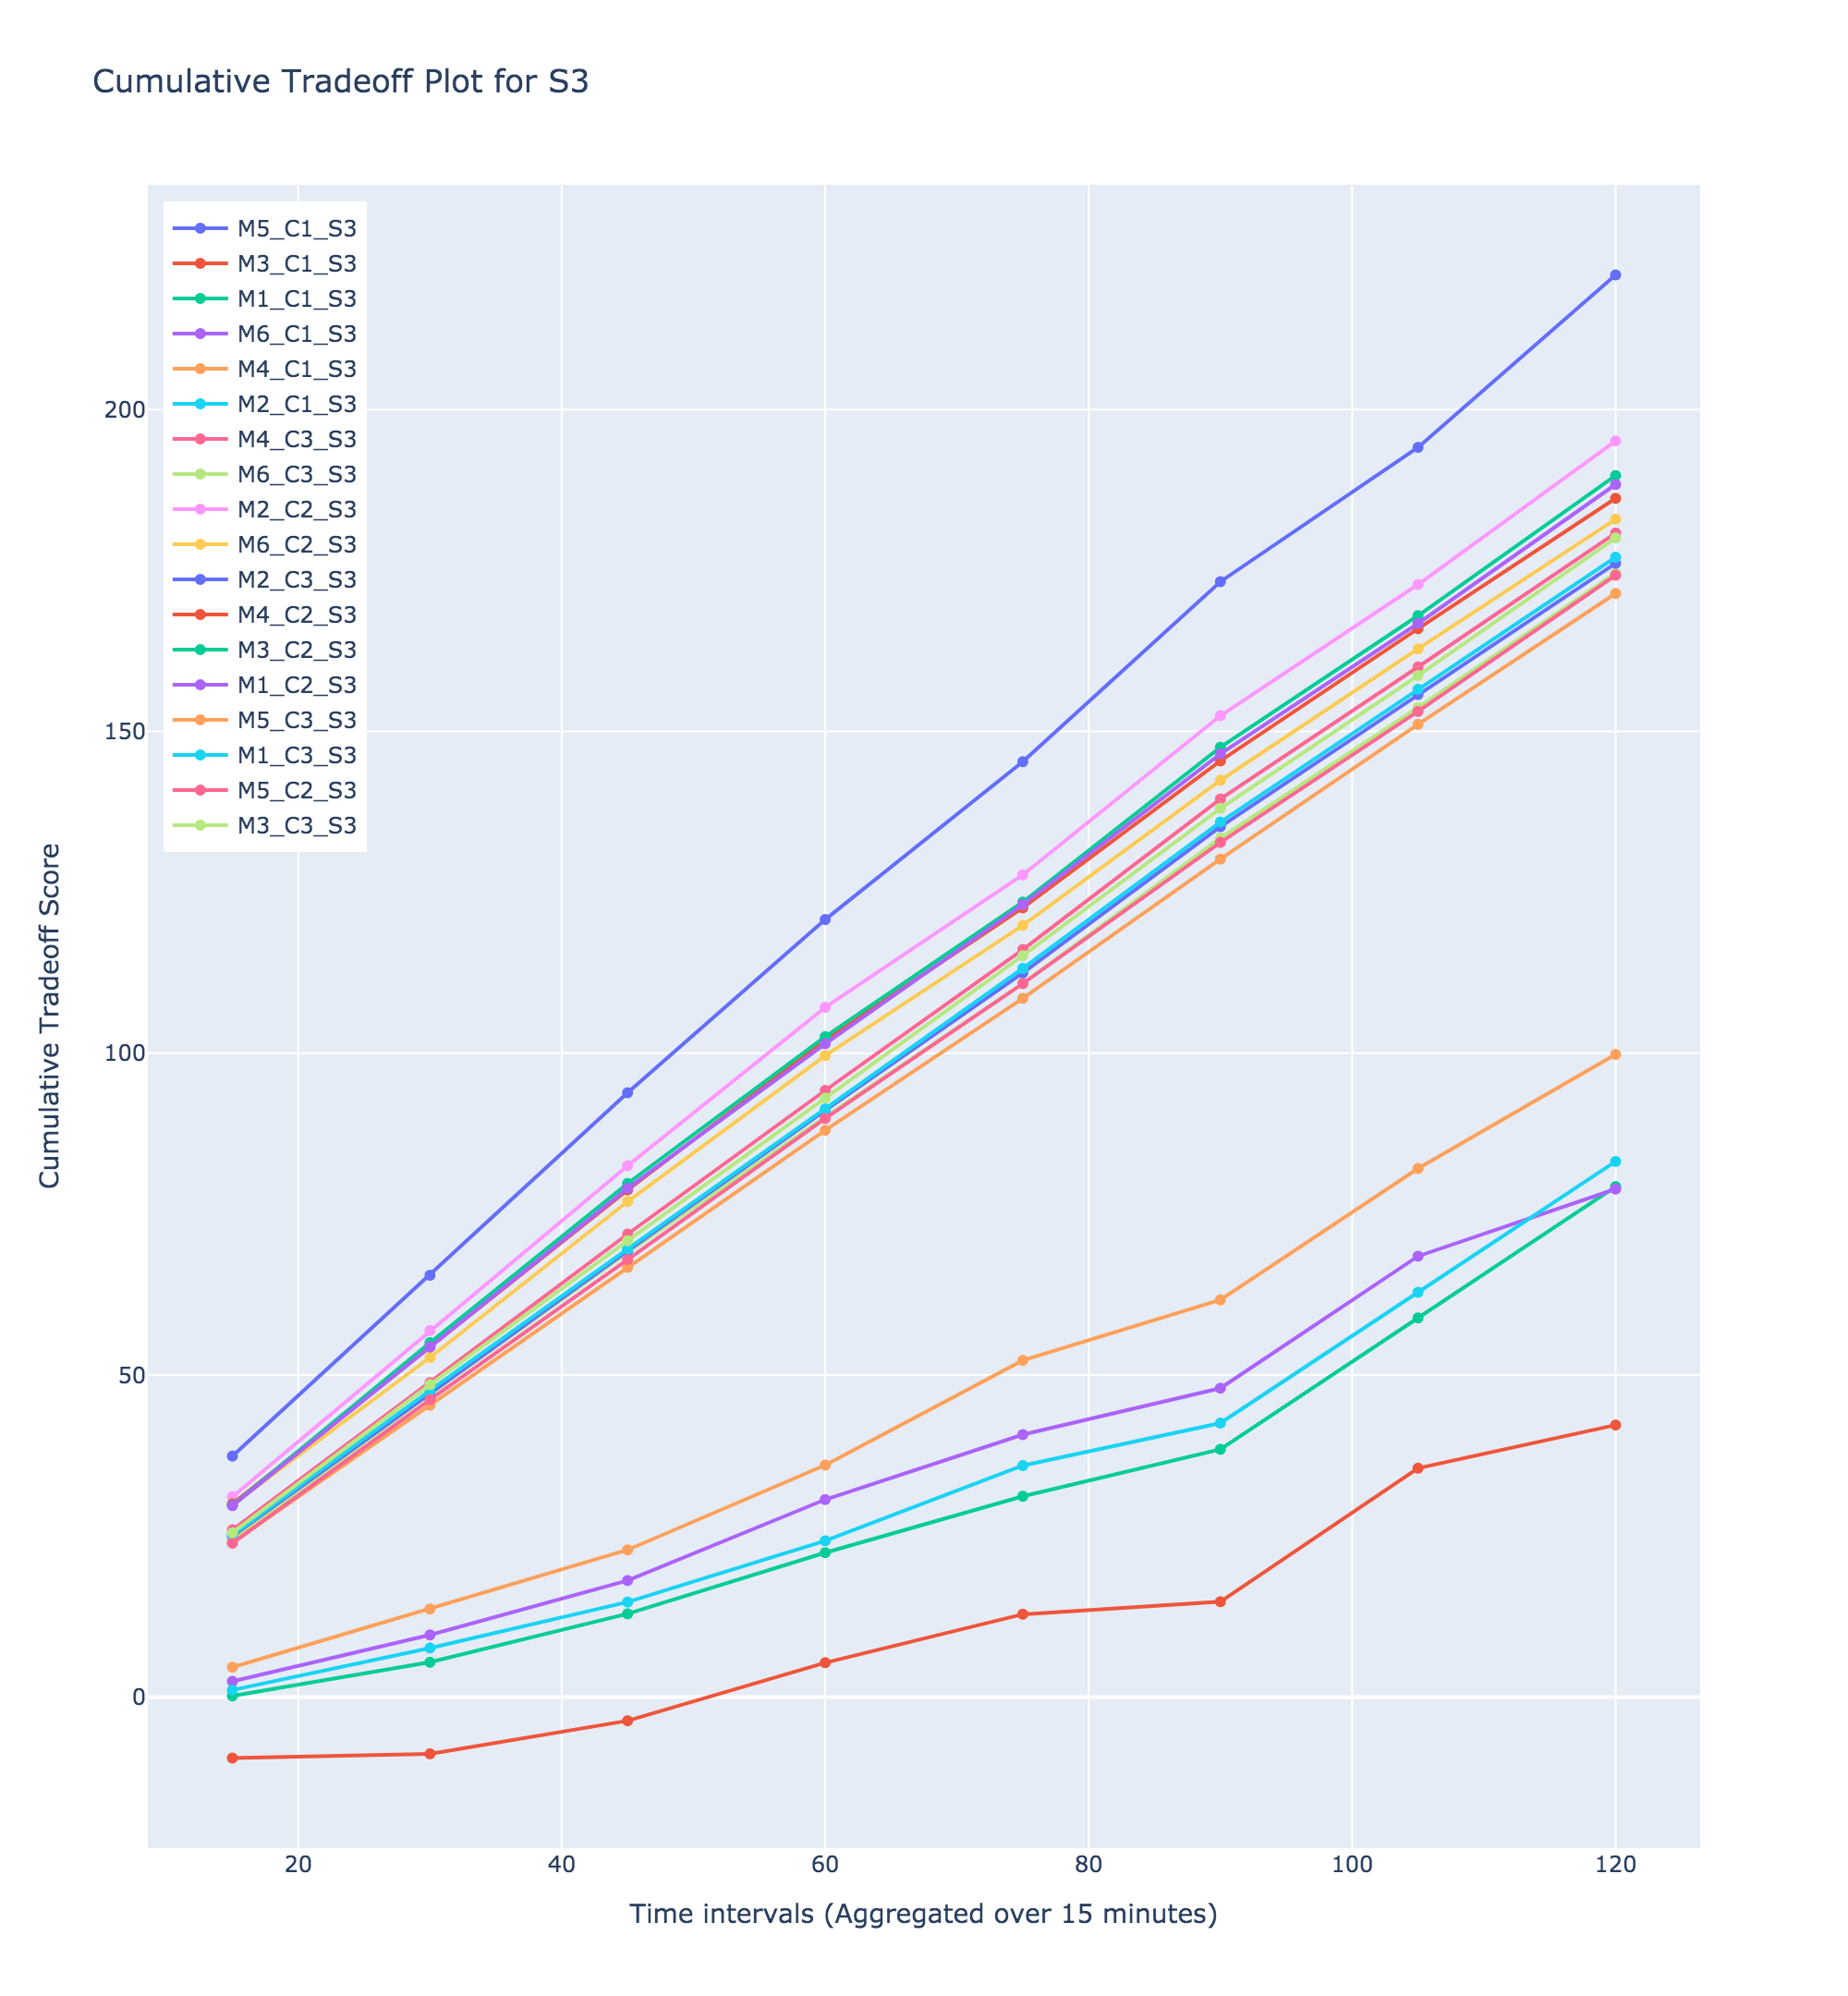 Cumulative Tradeoff Plot for S3
M5_C1_S3
M3_C1_S3
M1_C1_S3
M6_C1_S3
M4_C1_S3
M2_C1_S3
M4_C3_S3
M6_C3_S3
M2_C2_S3
M6_C2_S3
M2_C3_S3
M4_C2_S3
M3_C2_S3
M1_C2_S3
M5_C3_S3
M1_C3_S3
M5_C2_S3
M3_C3_S3
200
150
100
50
0
Cumulative Tradeoff Score
20 40 60 80 100 120
Time intervals (Aggregated over 15 minutes)